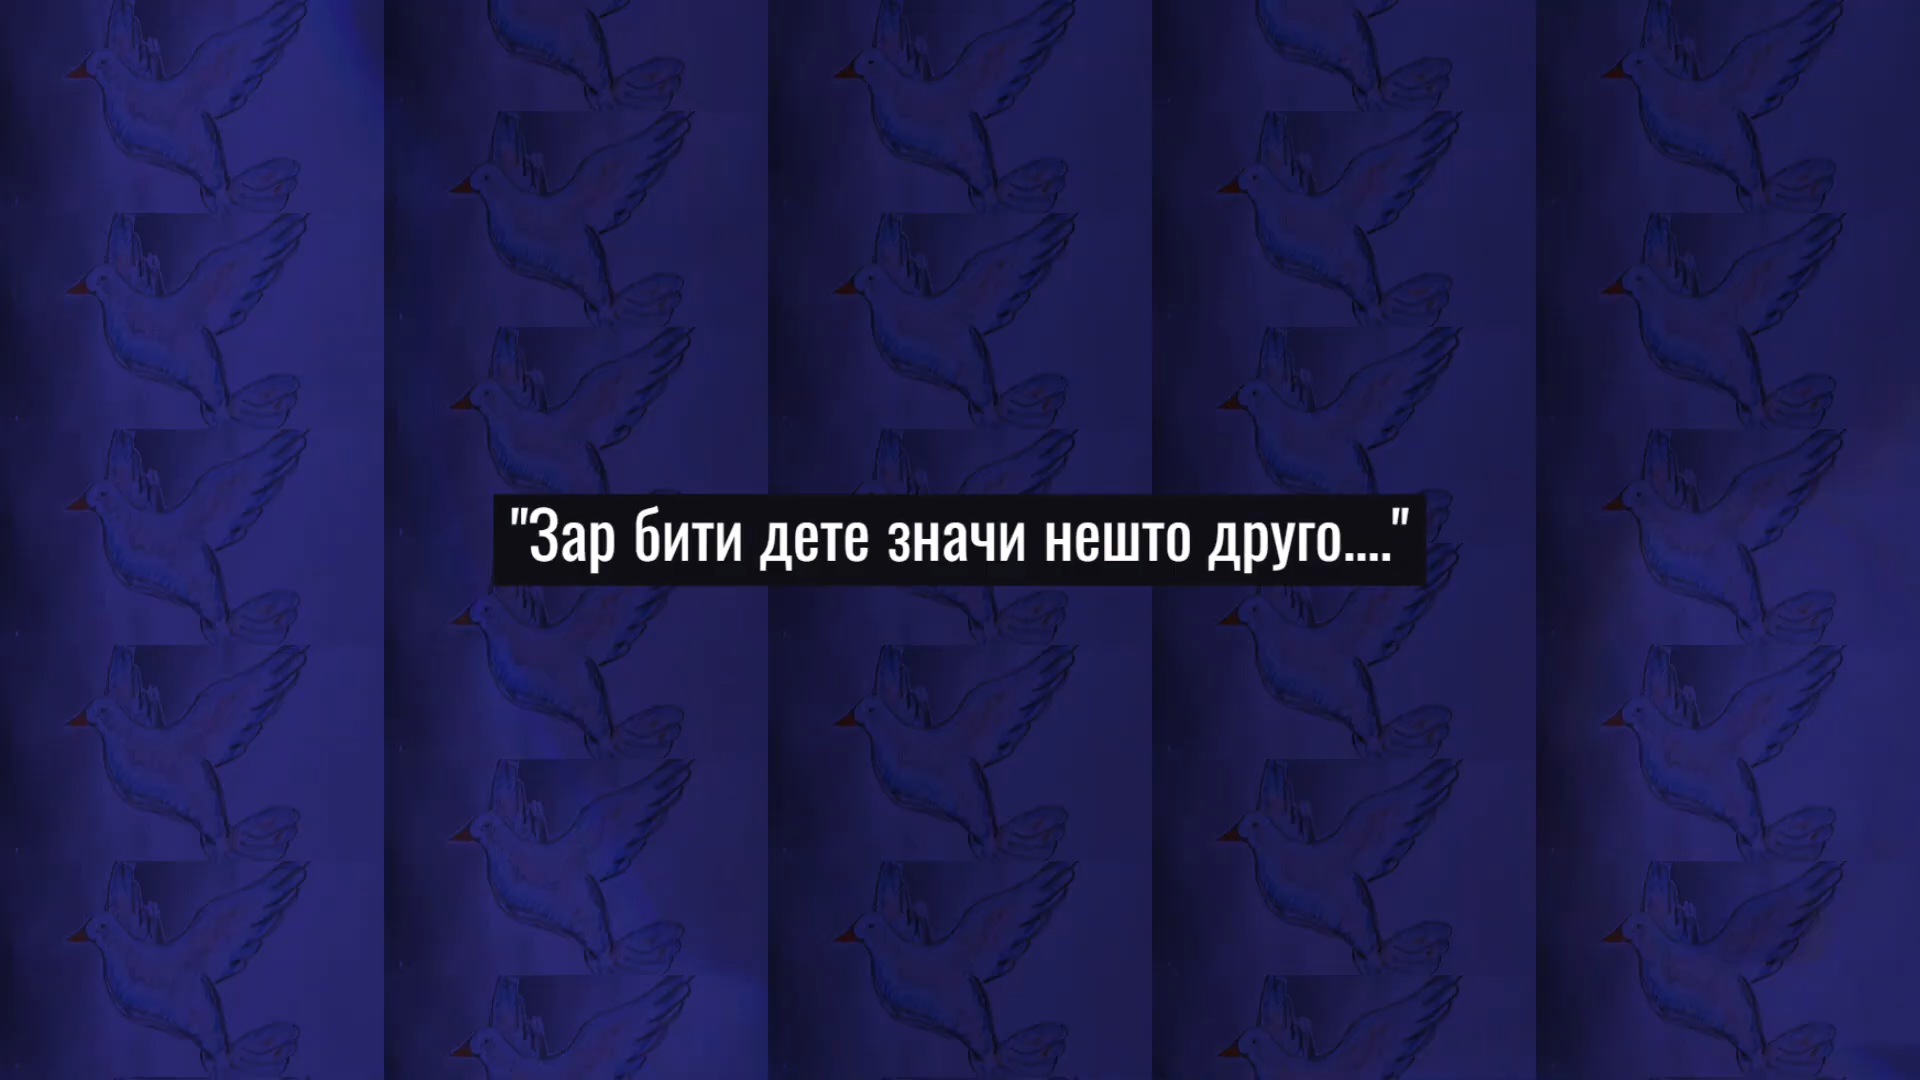 "Зар бити дете значи нешто друго...."